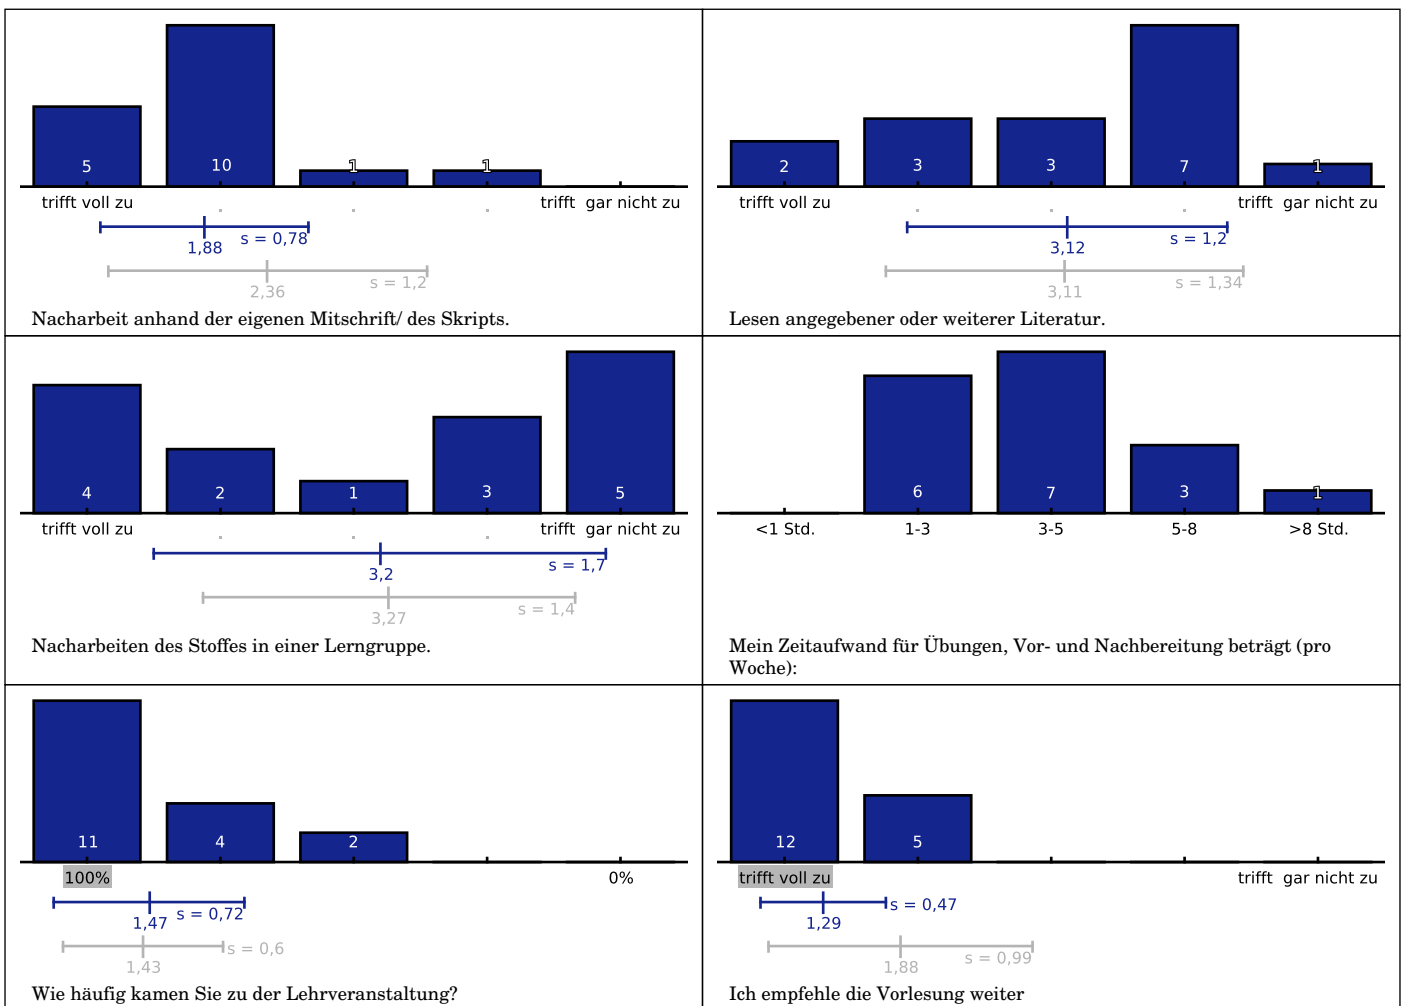 5 10 1 1
trifft voll zu trifft gar nicht zu
s = 0,78
1,88
s = 1,2
2,36
Nacharbeit anhand der eigenen Mitschrift/ des Skripts.
2 3 3 7 1
trifft voll zu trifft gar nicht zu
s = 1,2
3,12
s = 1,34
3,11
Lesen angegebener oder weiterer Literatur.
4 2 1 3 5
trifft voll zu trifft gar nicht zu
s = 1,7
3,2
s = 1,4
3,27
Nacharbeiten des Stoffes in einer Lerngruppe.
6 7 3 1
<1 Std. 1-3 3-5 5-8 >8 Std.
Mein Zeitaufwand für Übungen, Vor- und Nachbereitung beträgt (pro
Woche):
11 4 2
100% 0%
s = 0,72
1,47
s = 0,6
1,43
Wie häufig kamen Sie zu der Lehrveranstaltung?
12 5
trifft voll zu trifft gar nicht zu
s = 0,47
1,29
s = 0,99
1,88
Ich empfehle die Vorlesung weiter